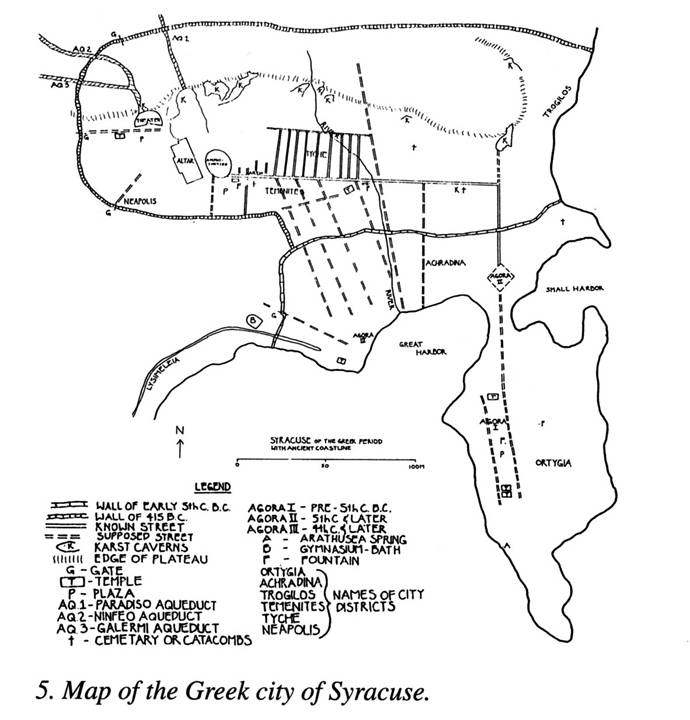 G
AQ 2
AQ 1
AQ 3
K
K
K
K
K
K
K
K
K
TROGILOS
THEATER
G
T
P
ALTAR
RIVER
TYCHE
†
NEAPOLIS
G
P
P
F
†
TEMENITES
T
F
K †
†
ACHRADINA
AGORA
II
SMALL HARBOR
RIVER
G
B
AGORA
III
T
GREAT
HARBOR
LYSIMELEIA
T
AGORA
I
F
F
P
ORTYGIA
T
T
A
N
SYRACUSE OF THE GREEK PERIOD
WITH ANCIENT COASTLINE
0 50 100M
LEGEND
WALL OF EARLY 5th C. B.C.
WALL OF 415 B.C.
KNOWN STREET
SUPPOSED STREET
K KARST CAVERNS
EDGE OF PLATEAU
G - GATE
T - TEMPLE
P - PLAZA
AQ.1-PARADISO AQUEDUCT
AQ 2-NINFEO AQUEDUCT
AQ 3-GALERMI AQUEDUCT
† - CEMETARY OR CATACOMBS
AGORA I - PRE-5th C. B.C.
AGORA II - 5th C & LATER
AGORA III - 4th C. & LATER
A - ARATHUSEA SPRING
B - GYMNASIUM-BATH
F - FOUNTAIN
ORTYGIA
ACHRADINA
TROGILOS
TEMENITES
TYCHE
NEAPOLIS
NAMES OF CITY
DISTRICTS
5. Map of the Greek city of Syracuse.